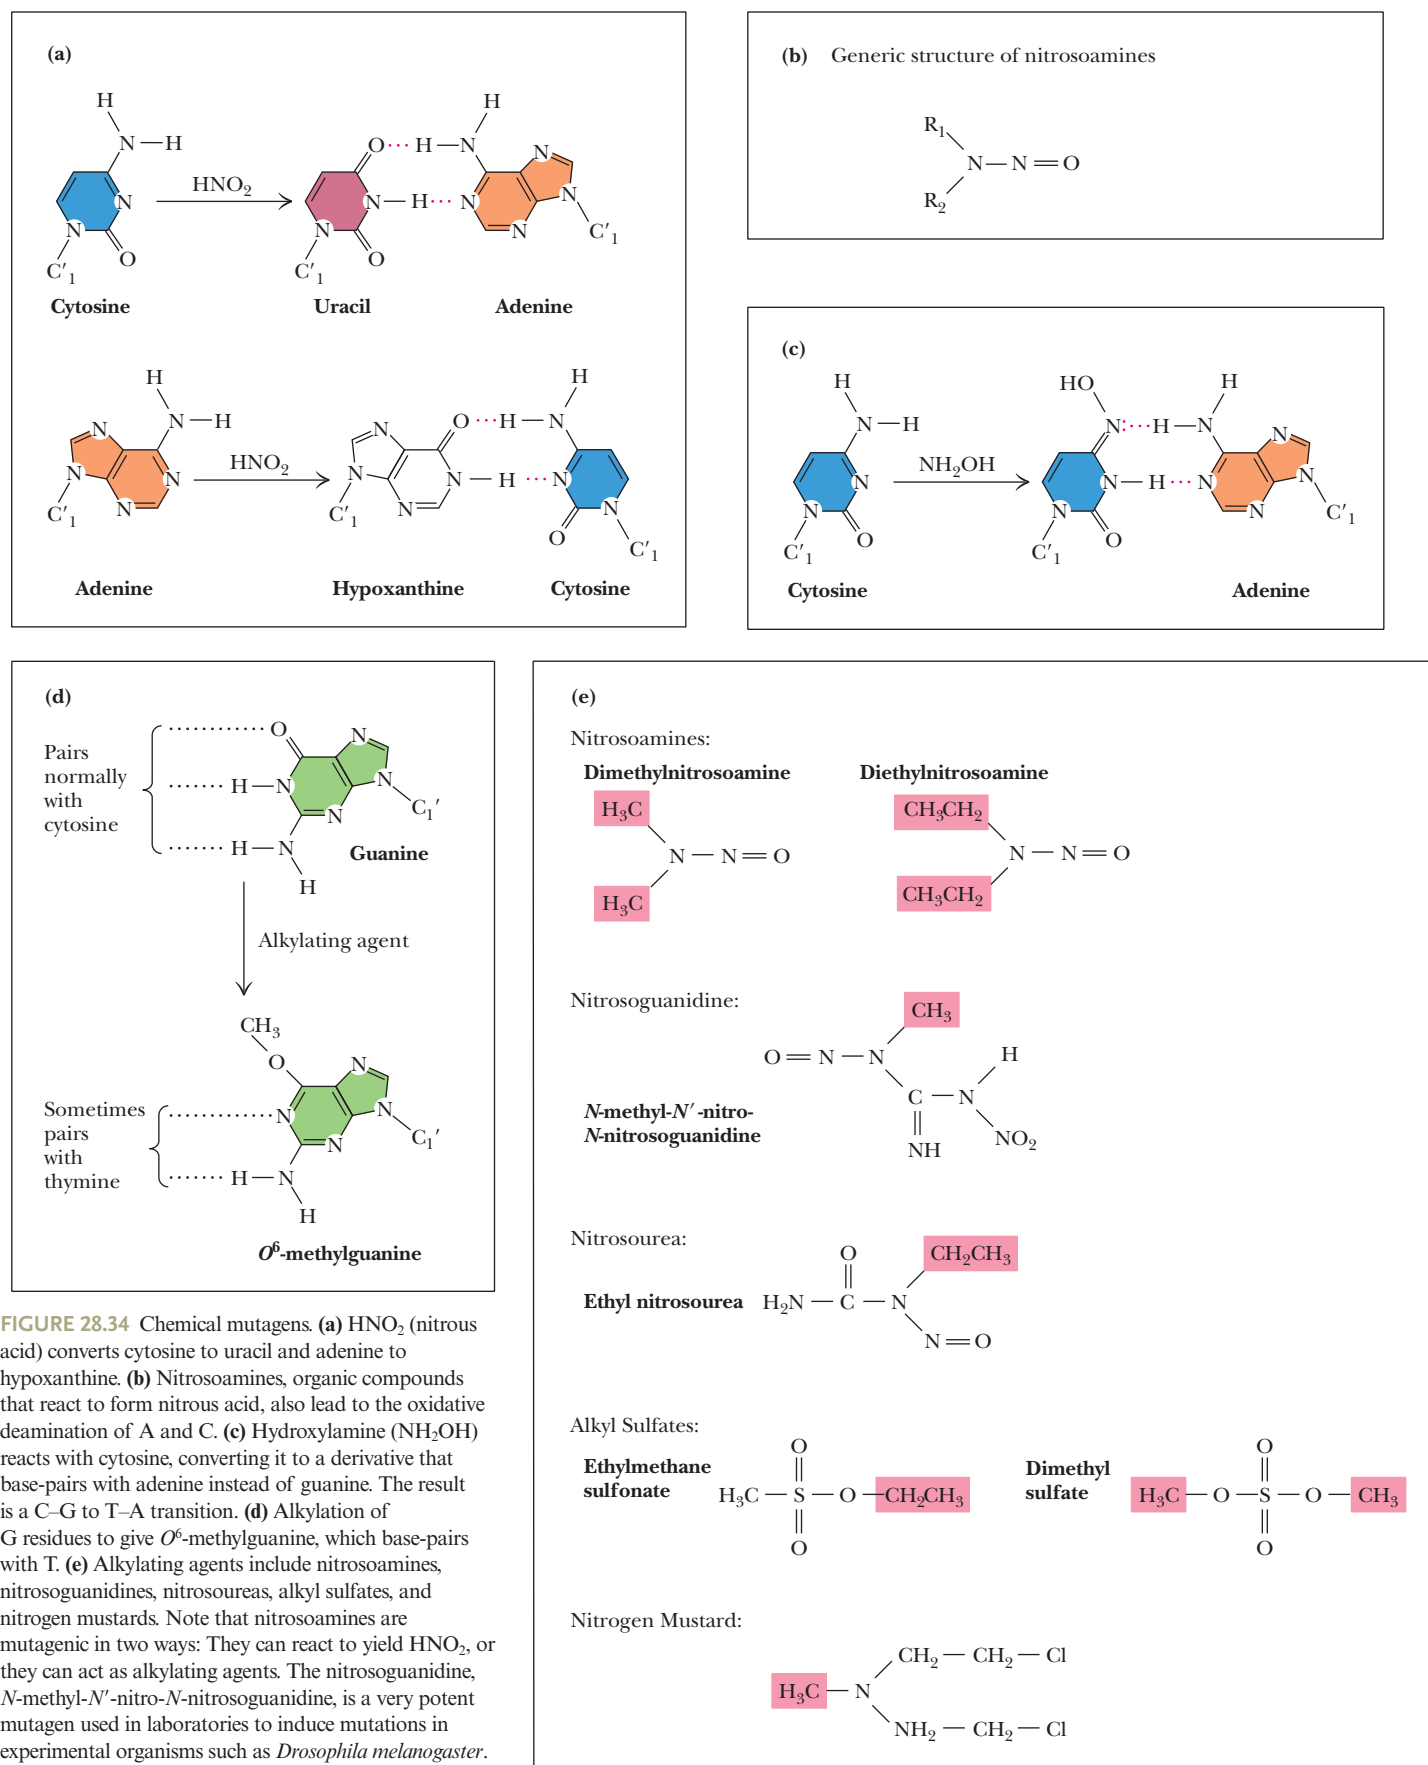 (a)
H
N—H
N
N
O
C′1
Cytosine
HNO2
O···H—N
H
N—H···N
N
O
C′1
Uracil
N
N
N
C′1
Adenine
H
N—H
N
N
N
N
C′1
Adenine
HNO2
O···H—N
H
N
N—H···N
N
N
C′1
Hypoxanthine
O
N
C′1
Cytosine
(b) Generic structure of nitrosoamines
R1
N—N=O
R2
(c)
H
N—H
N
N
O
C′1
Cytosine
NH2OH
HO
H
N:···H—N
N—H···N
N
O
C′1
N
N
N
C′1
Adenine
(d)
Pairs
normally
with
cytosine
O
N
H—N
N
N
C1′
H—N
H
Guanine
Alkylating agent
CH3
O
N
Sometimes
pairs
with
thymine
N
N
N
C1′
H—N
H
O6-methylguanine
(e)
Nitrosoamines:
Dimethylnitrosoamine
H3C
N—N=O
H3C
Diethylnitrosoamine
CH3CH2
N—N=O
CH3CH2
Nitrosoguanidine:
CH3
O=N—N
H
C—N
NH
NO2
N-methyl-N′-nitro-
N-nitrosoguanidine
Nitrosourea:
O
CH2CH3
Ethyl nitrosourea H2N—C—N
N=O
Alkyl Sulfates:
Ethylmethane
sulfonate
O
H3C—S—O—CH2CH3
O
Dimethyl
sulfate
O
H3C—O—S—O—CH3
O
Nitrogen Mustard:
CH2—CH2—Cl
H3C—N
NH2—CH2—Cl
FIGURE 28.34 Chemical mutagens. (a) HNO2 (nitrous
acid) converts cytosine to uracil and adenine to
hypoxanthine. (b) Nitrosoamines, organic compounds
that react to form nitrous acid, also lead to the oxidative
deamination of A and C. (c) Hydroxylamine (NH2OH)
reacts with cytosine, converting it to a derivative that
base-pairs with adenine instead of guanine. The result
is a C–G to T–A transition. (d) Alkylation of
G residues to give O6-methylguanine, which base-pairs
with T. (e) Alkylating agents include nitrosoamines,
nitrosoguanidines, nitrosoureas, alkyl sulfates, and
nitrogen mustards. Note that nitrosoamines are
mutagenic in two ways: They can react to yield HNO2, or
they can act as alkylating agents. The nitrosoguanidine,
N-methyl-N′-nitro-N-nitrosoguanidine, is a very potent
mutagen used in laboratories to induce mutations in
experimental organisms such as Drosophila melanogaster.